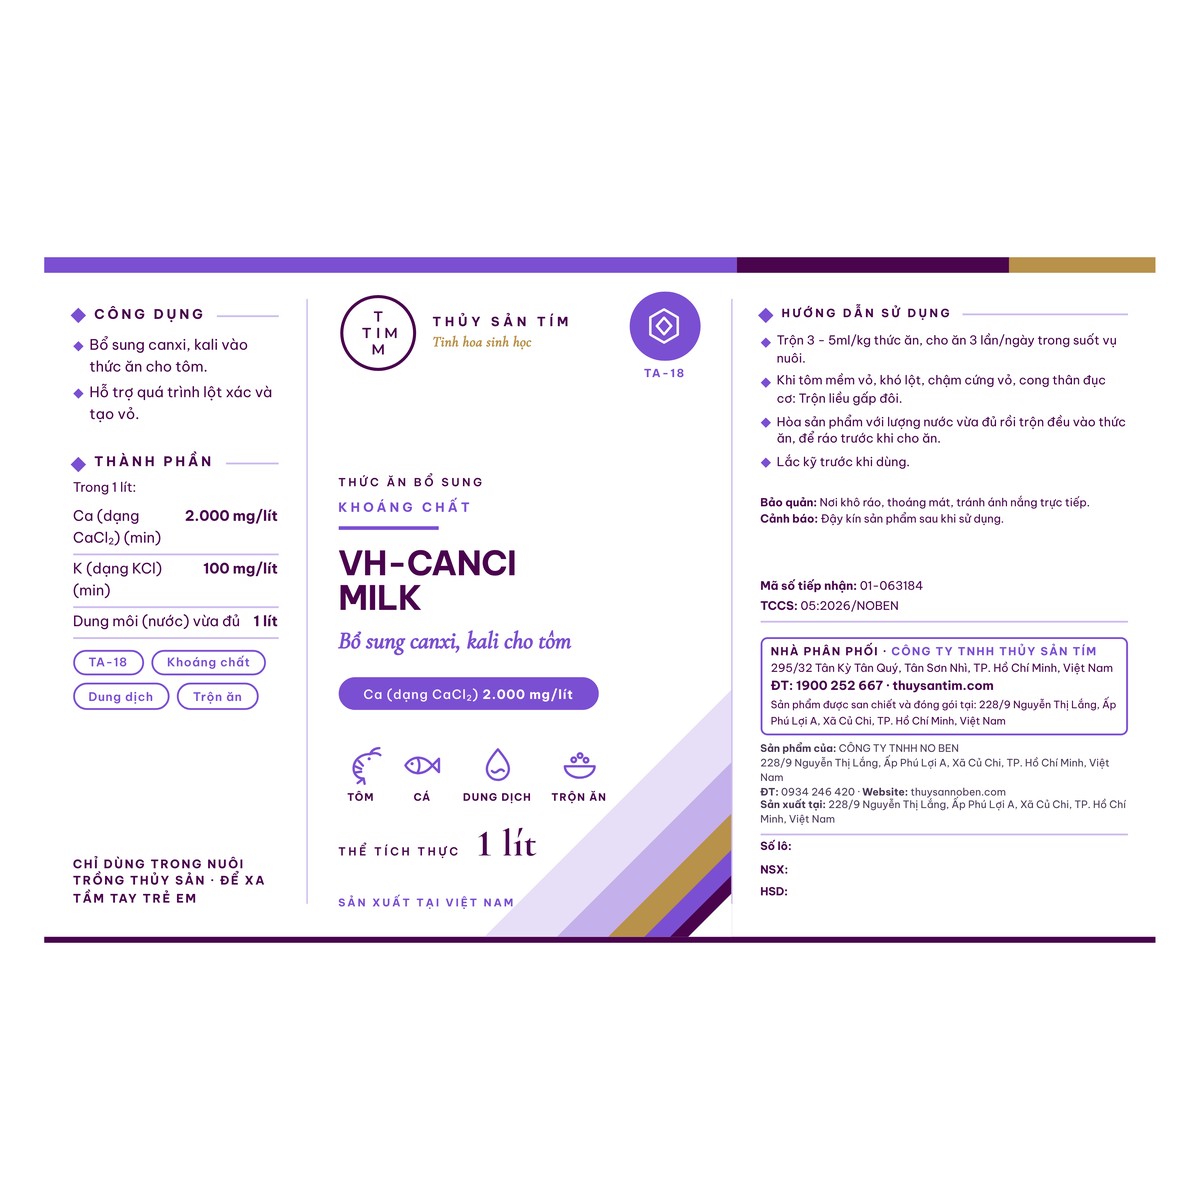 CÔNG DỤNG
Bổ sung canxi, kali vào
thức ăn cho tôm.
Hỗ trợ quá trình lột xác và
tạo vỏ.
THÀNH PHẦN
Trong 1 lít:
Ca (dạng 2.000 mg/lít
CaCl₂) (min)
K (dạng KCl) 100 mg/lít
(min)
Dung môi (nước) vừa đủ 1 lít
TA-18 Khoáng chất
Dung dịch Trộn ăn
CHỈ DÙNG TRONG NUÔI
TRỒNG THỦY SẢN · ĐỂ XA
TẦM TAY TRẺ EM
T
TIM
M
THỦY SẢN TÍM
Tinh hoa sinh học
TA-18
THỨC ĂN BỔ SUNG
KHOÁNG CHẤT
VH-CANCI
MILK
Bổ sung canxi, kali cho tôm
Ca (dạng CaCl₂) 2.000 mg/lít
TÔM CÁ DUNG DỊCH TRỘN ĂN
THỂ TÍCH THỰC 1 lít
SẢN XUẤT TẠI VIỆT NAM
HƯỚNG DẪN SỬ DỤNG
Trộn 3 - 5ml/kg thức ăn, cho ăn 3 lần/ngày trong suốt vụ
nuôi.
Khi tôm mềm vỏ, khó lột, chậm cứng vỏ, cong thân đục
cơ: Trộn liều gấp đôi.
Hòa sản phẩm với lượng nước vừa đủ rồi trộn đều vào thức
ăn, để ráo trước khi cho ăn.
Lắc kỹ trước khi dùng.
Bảo quản: Nơi khô ráo, thoáng mát, tránh ánh nắng trực tiếp.
Cảnh báo: Đậy kín sản phẩm sau khi sử dụng.
Mã số tiếp nhận: 01-063184
TCCS: 05:2026/NOBEN
NHÀ PHÂN PHỐI · CÔNG TY TNHH THỦY SẢN TÍM
295/32 Tân Kỳ Tân Quý, Tân Sơn Nhì, TP. Hồ Chí Minh, Việt Nam
ĐT: 1900 252 667 · thuysantim.com
Sản phẩm được san chiết và đóng gói tại: 228/9 Nguyễn Thị Lắng, Ấp
Phú Lợi A, Xã Củ Chi, TP. Hồ Chí Minh, Việt Nam
Sản phẩm của: CÔNG TY TNHH NO BEN
228/9 Nguyễn Thị Lắng, Ấp Phú Lợi A, Xã Củ Chi, TP. Hồ Chí Minh, Việt
Nam
ĐT: 0934 246 420 · Website: thuysannoben.com
Sản xuất tại: 228/9 Nguyễn Thị Lắng, Ấp Phú Lợi A, Xã Củ Chi, TP. Hồ Chí
Minh, Việt Nam
Số lô:
NSX:
HSD: